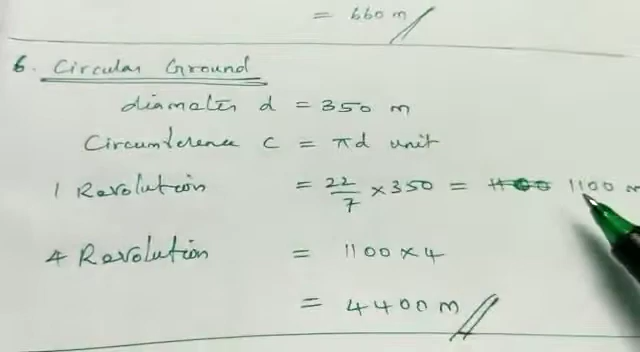 = 660 m //
6. Circular Ground
diameter d = 350 m
Circumference C = πd unit
1 Revolution = 22/7 × 350 = 1100 m
4 Revolution = 1100 × 4
= 4400 m //